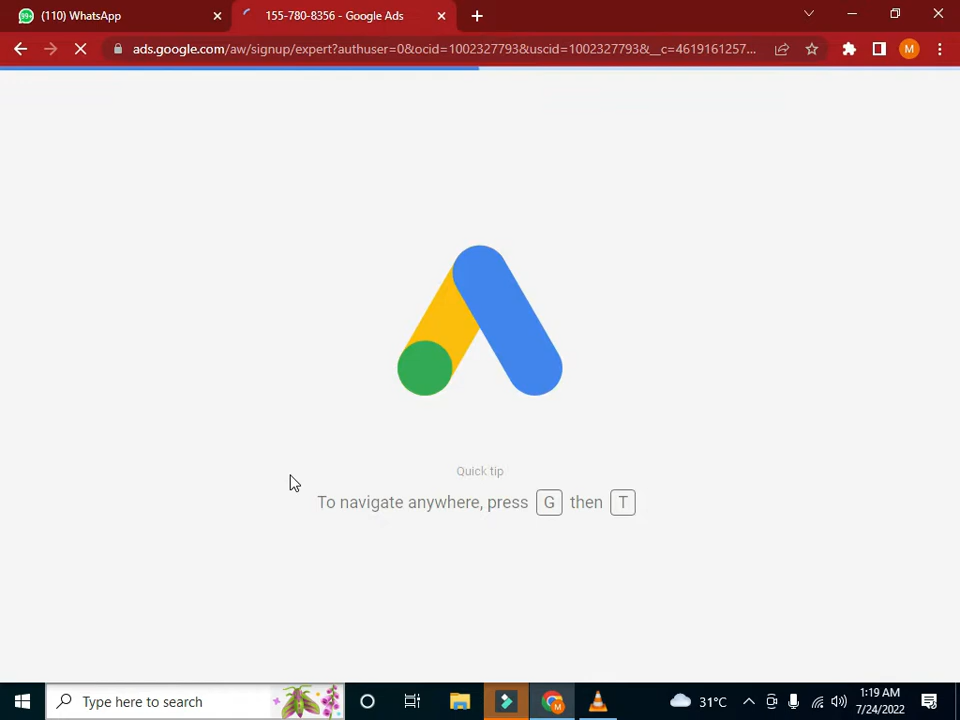 99+
(110) WhatsApp
155-780-8356 - Google Ads
ads.google.com/aw/signup/expert?authuser=0&ocid=1002327793&uscid=1002327793&__c=4619161257...
M
Quick tip
To navigate anywhere, press G then T
Type here to search
M
31°C
1:19 AM
7/24/2022